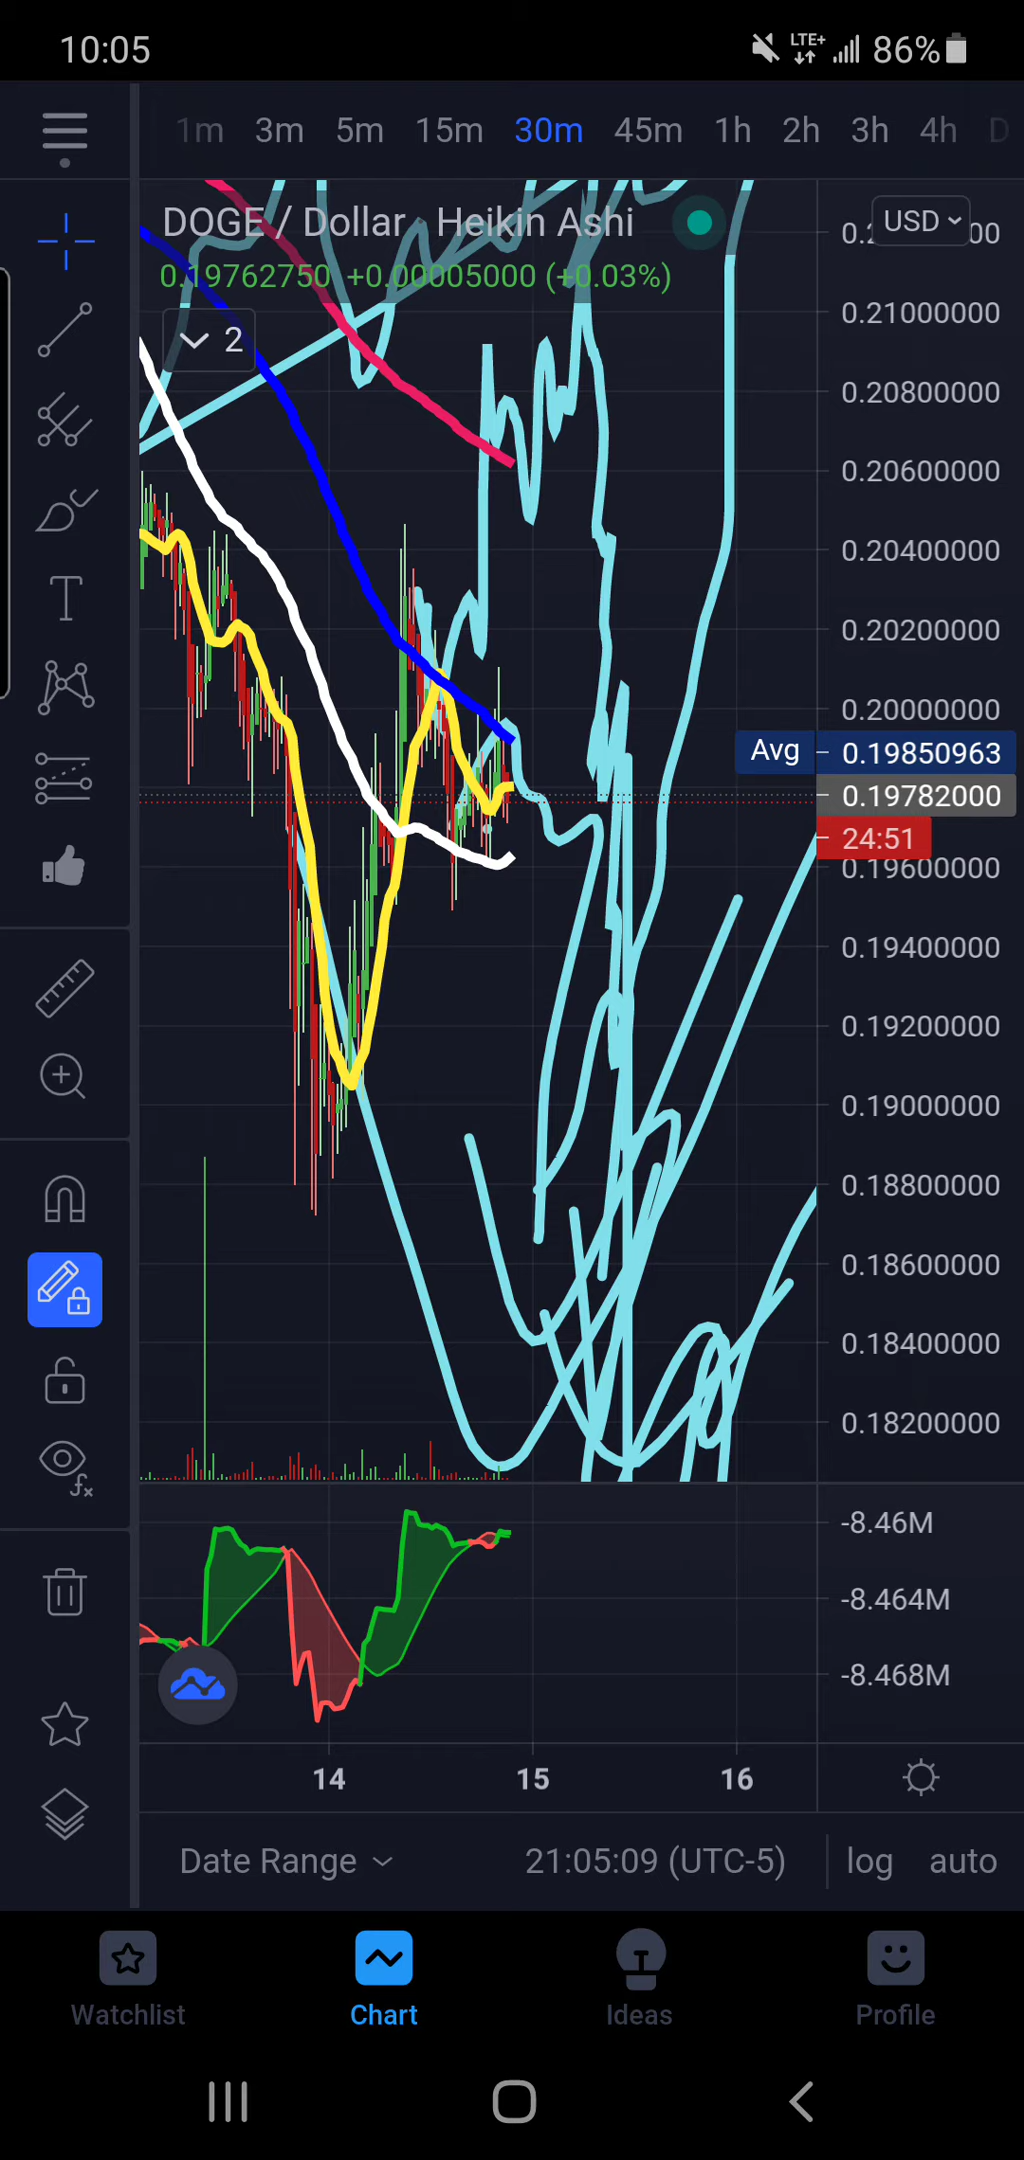 10:05 LTE+ 86%
1m 3m 5m 15m 30m 45m 1h 2h 3h 4h D
DOGE / Dollar · Heikin Ashi
USD
0.19762750 +0.00005000 (+0.03%)
2
0.21000000
0.20800000
0.20600000
0.20400000
0.20200000
0.20000000
Avg 0.19850963
0.19782000
24:51
0.19600000
0.19400000
0.19200000
0.19000000
0.18800000
0.18600000
0.18400000
0.18200000
-8.46M
-8.464M
-8.468M
14 15 16
Date Range 21:05:09 (UTC-5) log auto
Watchlist Chart Ideas Profile